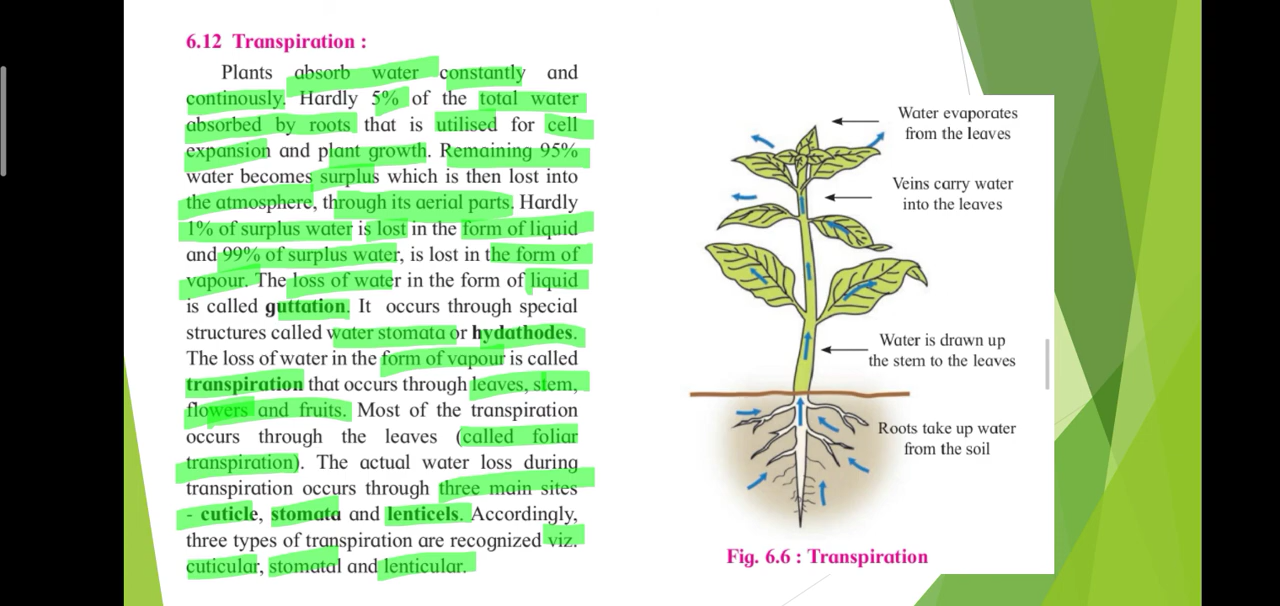 6.12 Transpiration :
Plants absorb water constantly and
continously. Hardly 5% of the total water
absorbed by roots that is utilised for cell
expansion and plant growth. Remaining 95%
water becomes surplus which is then lost into
the atmosphere, through its aerial parts. Hardly
1% of surplus water is lost in the form of liquid
and 99% of surplus water, is lost in the form of
vapour. The loss of water in the form of liquid
is called guttation. It occurs through special
structures called water stomata or hydathodes.
The loss of water in the form of vapour is called
transpiration that occurs through leaves, stem,
flowers and fruits. Most of the transpiration
occurs through the leaves (called foliar
transpiration). The actual water loss during
transpiration occurs through three main sites
- cuticle, stomata and lenticels. Accordingly,
three types of transpiration are recognized viz.
cuticular, stomatal and lenticular.
Water evaporates
from the leaves
Veins carry water
into the leaves
Water is drawn up
the stem to the leaves
Roots take up water
from the soil
Fig. 6.6 : Transpiration